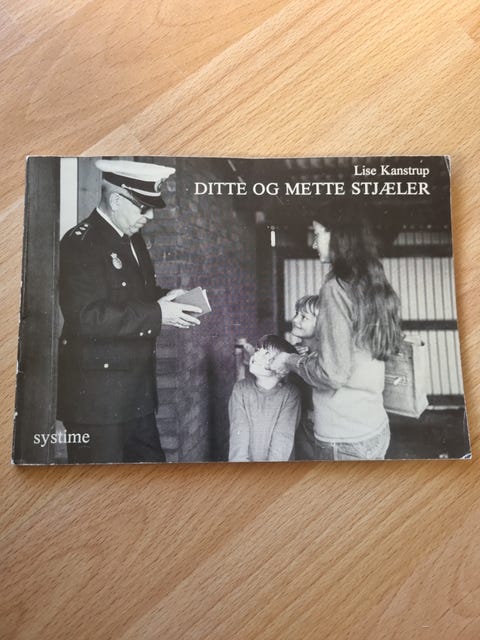 Lise Kanstrup
DITTE OG METTE STJÆLER
systime